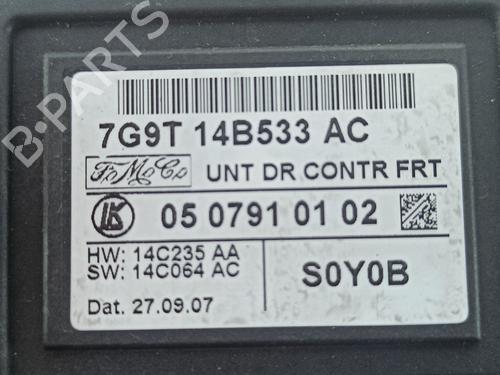 B-PARTS
7G9T 14B533 AC
FoMoCo UNT DR CONTR FRT
K 05 0791 01 02
HW: 14C235 AA
SW: 14C064 AC
S0Y0B
Dat. 27.09.07